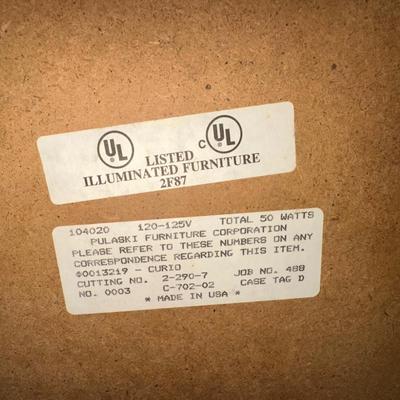 UL LISTED C UL
ILLUMINATED FURNITURE
2F87
104020 120-125V TOTAL 50 WATTS
PULASKI FURNITURE CORPORATION
PLEASE REFER TO THESE NUMBERS ON ANY
CORRESPONDENCE REGARDING THIS ITEM.
00013219 - CURIO
CUTTING NO. 2-290-7 JOB NO. 488
NO. 0003 C-702-02 CASE TAG D
* MADE IN USA *